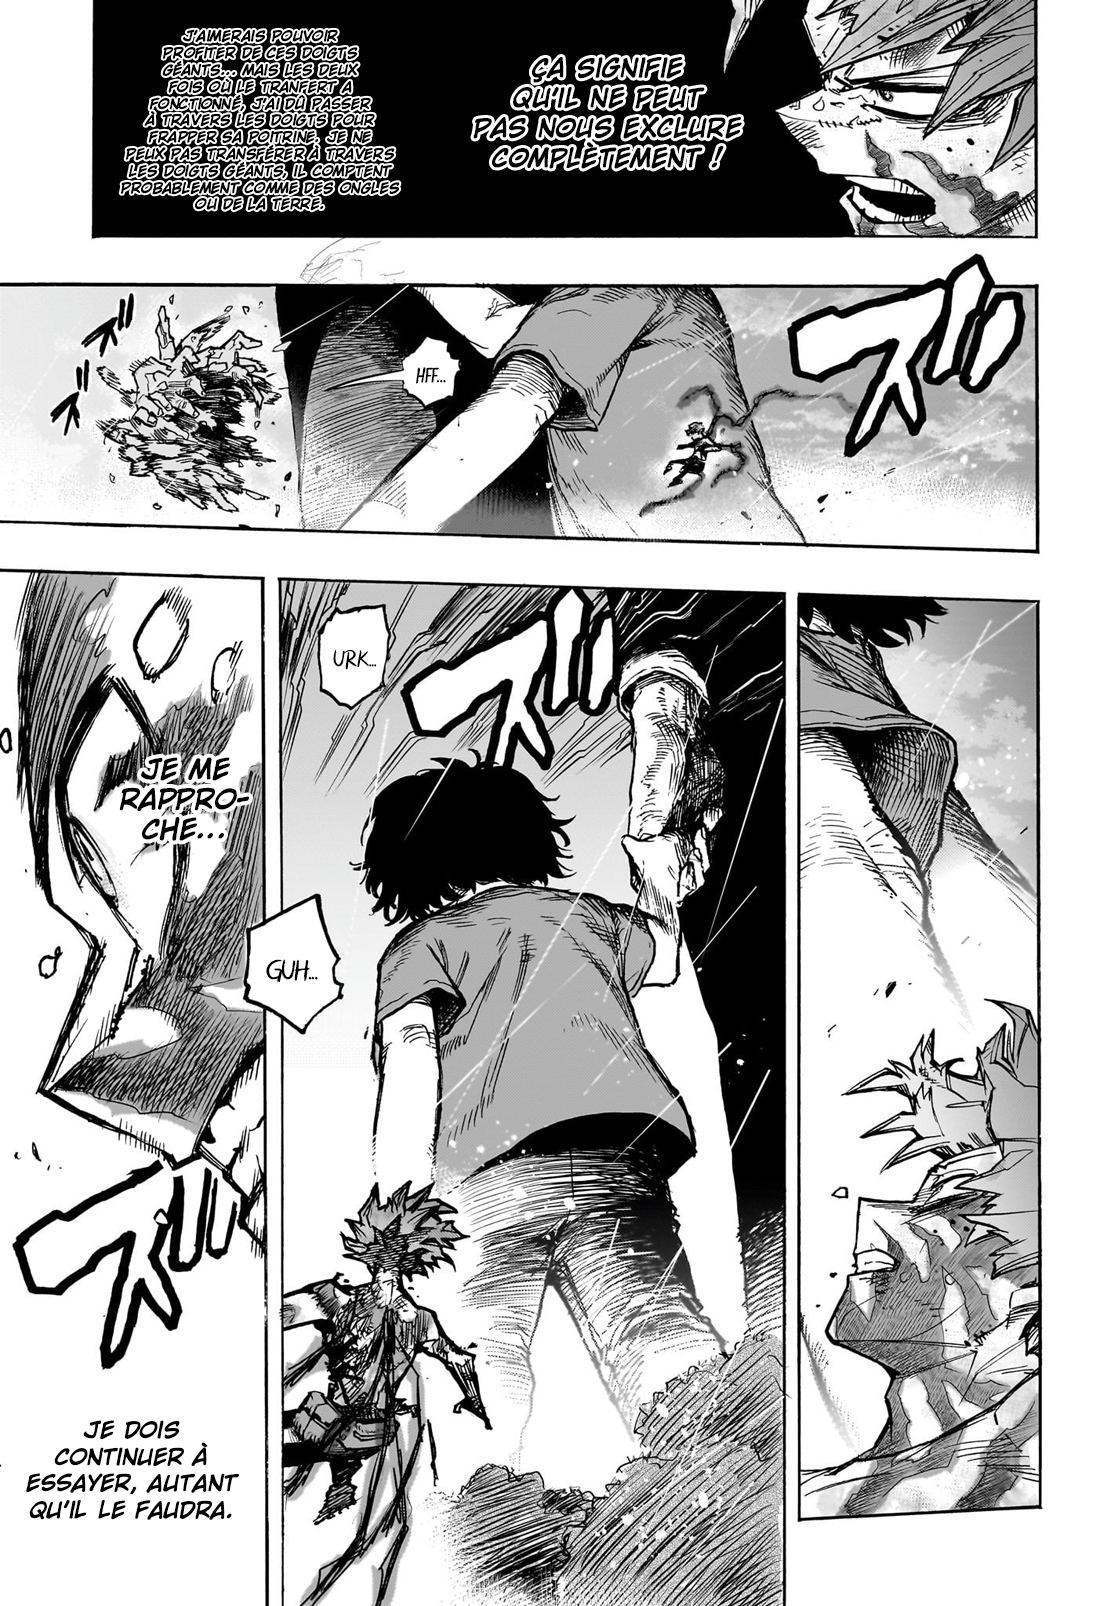 ÇA SIGNIFIE
QU'IL NE PEUT
PAS NOUS EXCLURE
COMPLÈTEMENT !
J'AIMERAIS POUVOIR
PROFITER DE CES DOIGTS
GÉANTS... MAIS LES DEUX
FOIS OÙ LE TRANFERT A
FONCTIONNÉ, J'AI DÛ PASSER
À TRAVERS LES DOIGTS POUR
FRAPPER SA POITRINE. JE NE
PEUX PAS TRANSFÉRER À TRAVERS
LES DOIGTS GÉANTS, IL COMPTENT
PROBABLEMENT COMME DES ONGLES
OU DE LA TERRE.
ズ
HFF...
ズ
URK...
GUH...
JE ME
RAPPRO-
CHE...
ズ
JE DOIS
CONTINUER À
ESSAYER, AUTANT
QU'IL LE FAUDRA.